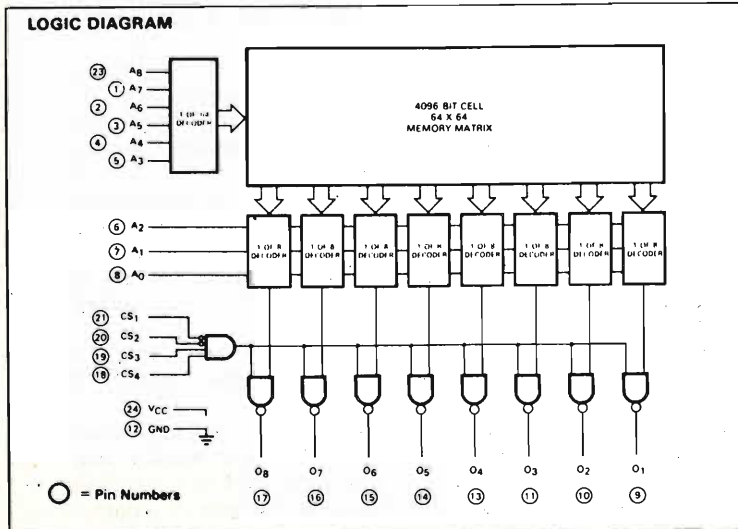 LOGIC DIAGRAM
23 A8
1 A7
2 A6
3 A5
4 A4
5 A3
1 OF 64
DECODER
4096 BIT CELL
64 X 64
MEMORY MATRIX
6 A2
7 A1
8 A0
1 OF 8 DECODER
1 OF 8 DECODER
1 OF 8 DECODER
1 OF 8 DECODER
1 OF 8 DECODER
1 OF 8 DECODER
1 OF 8 DECODER
1 OF 8 DECODER
21 CS1
20 CS2
19 CS3
18 CS4
24 VCC
12 GND
O8 O7 O6 O5 O4 O3 O2 O1
17 16 15 14 13 11 10 9
= Pin Numbers